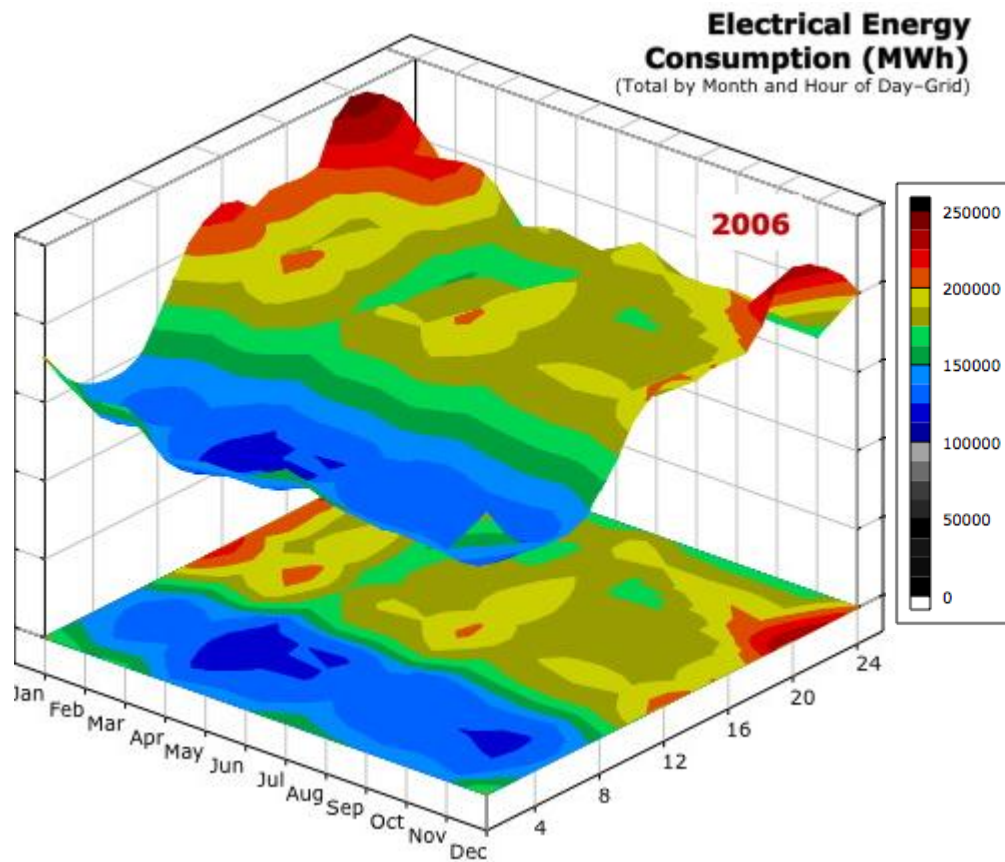 Electrical Energy
Consumption (MWh)
(Total by Month and Hour of Day–Grid)
2006
250000
200000
150000
100000
50000
0
Jan
Feb
Mar
Apr
May
Jun
Jul
Aug
Sep
Oct
Nov
Dec
4
8
12
16
20
24